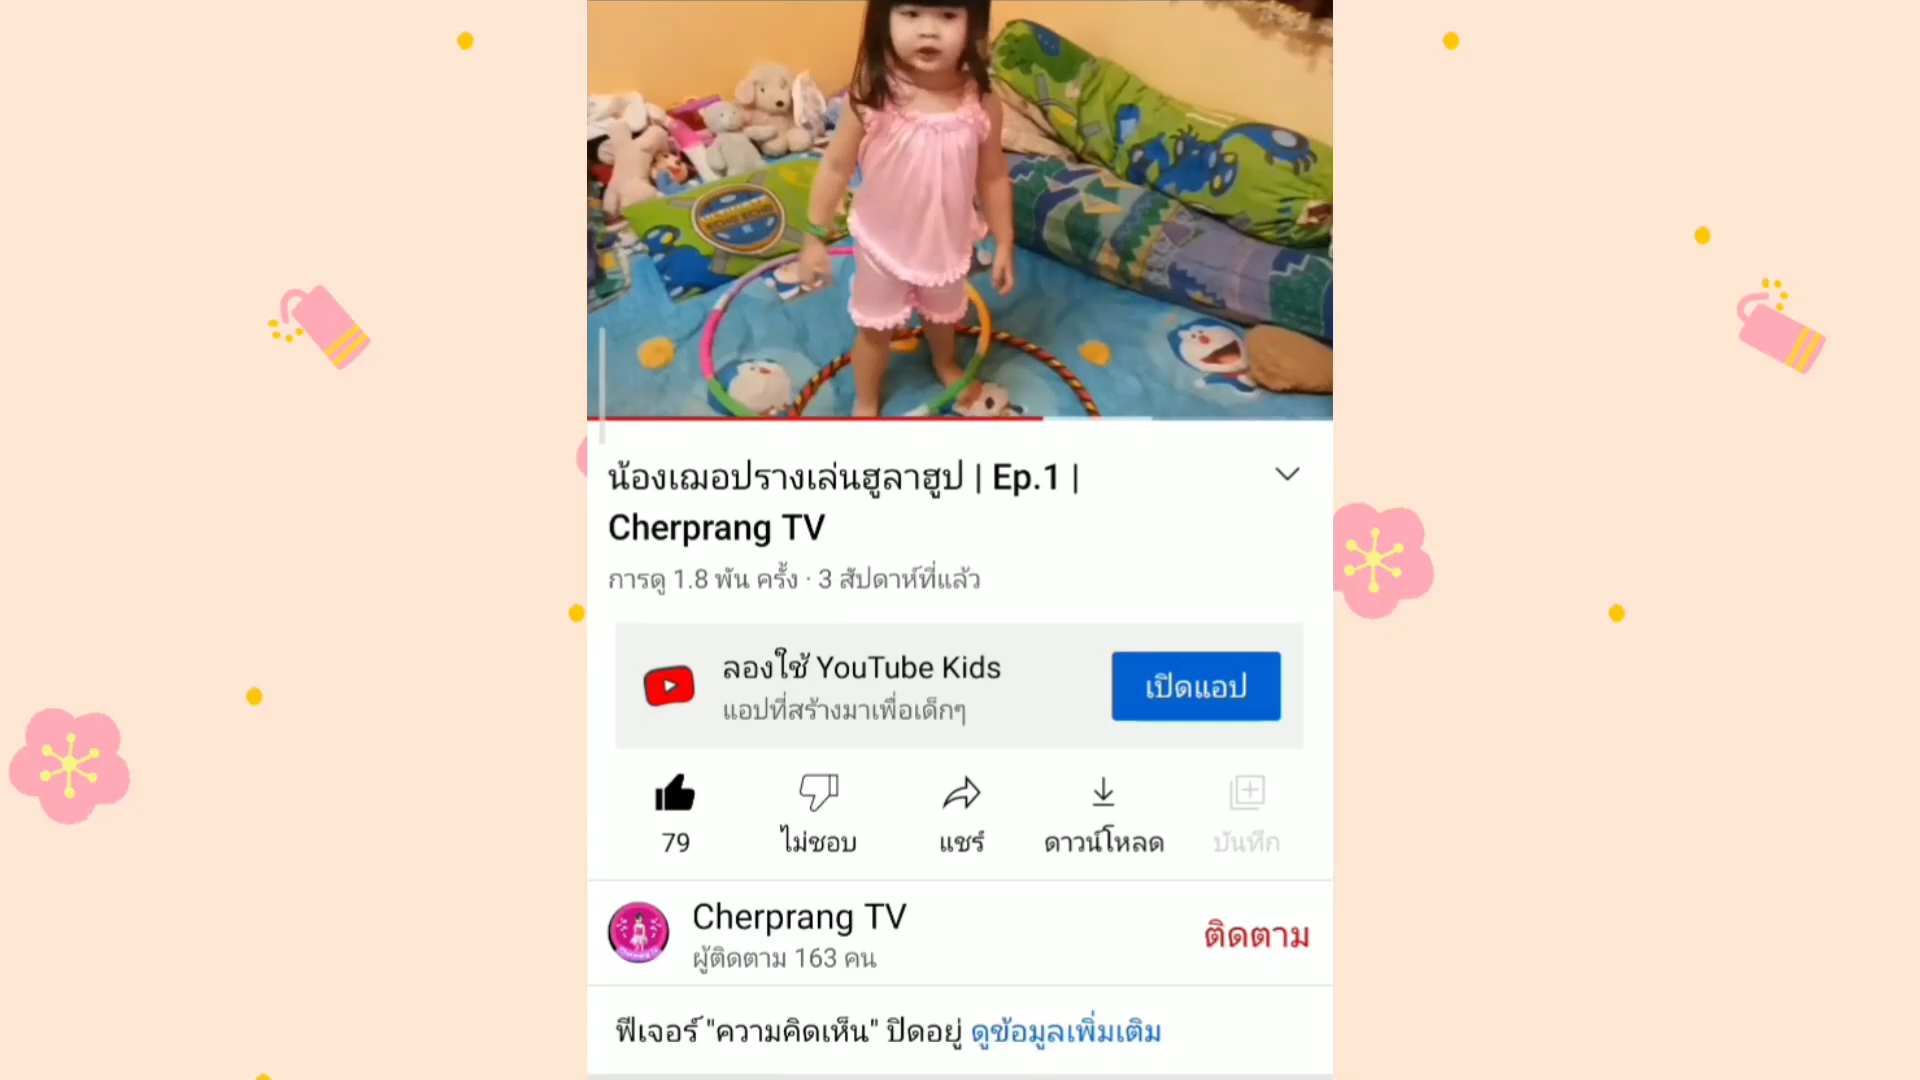 น้องเฌอปรางเล่นฮูลาฮูป | Ep.1 |
Cherprang TV
การดู 1.8 พัน ครั้ง · 3 สัปดาห์ที่แล้ว
ลองใช้ YouTube Kids
แอปที่สร้างมาเพื่อเด็กๆ
เปิดแอป
79
ไม่ชอบ
แชร์
ดาวน์โหลด
บันทึก
Cherprang TV
ผู้ติดตาม 163 คน
ติดตาม
ฟีเจอร์ "ความคิดเห็น" ปิดอยู่ ดูข้อมูลเพิ่มเติม